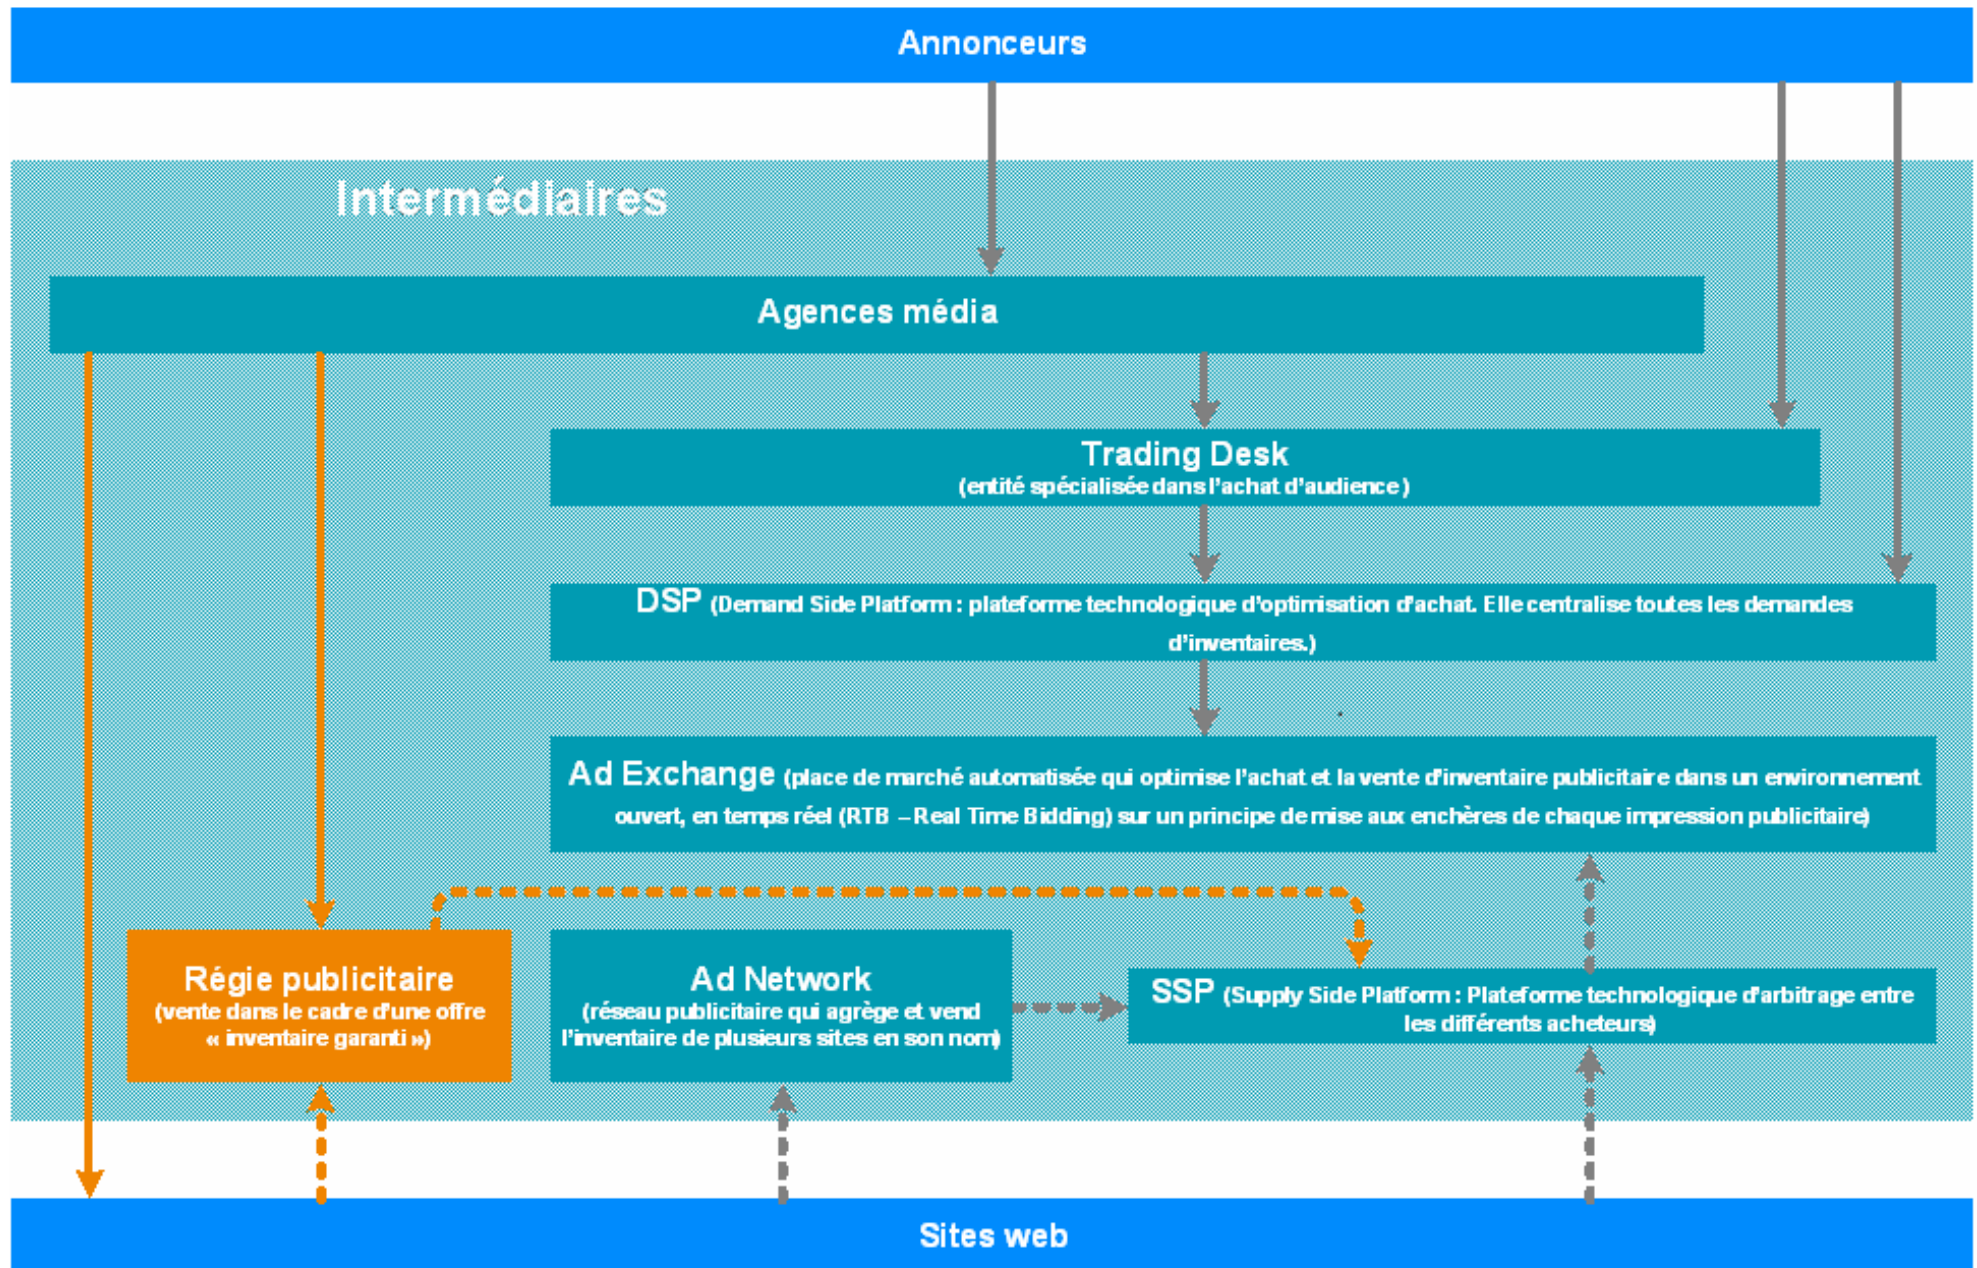 Annonceurs
Intermédiaires
Agences média
Trading Desk
(entité spécialisée dans l'achat d'audience )
DSP (Demand Side Platform : plateforme technologique d'optimisation d'achat. Elle centralise toutes les demandes
d'inventaires.)
Ad Exchange (place de marché automatisée qui optimise l'achat et la vente d'inventaire publicitaire dans un environnement
ouvert, en temps réel (RTB – Real Time Bidding) sur un principe de mise aux enchères de chaque impression publicitaire)
Régie publicitaire
(vente dans le cadre d'une offre
« inventaire garanti »)
Ad Network
(réseau publicitaire qui agrège et vend
l'inventaire de plusieurs sites en son nom)
SSP (Supply Side Platform : Plateforme technologique d'arbitrage entre
les différents acheteurs)
Sites web